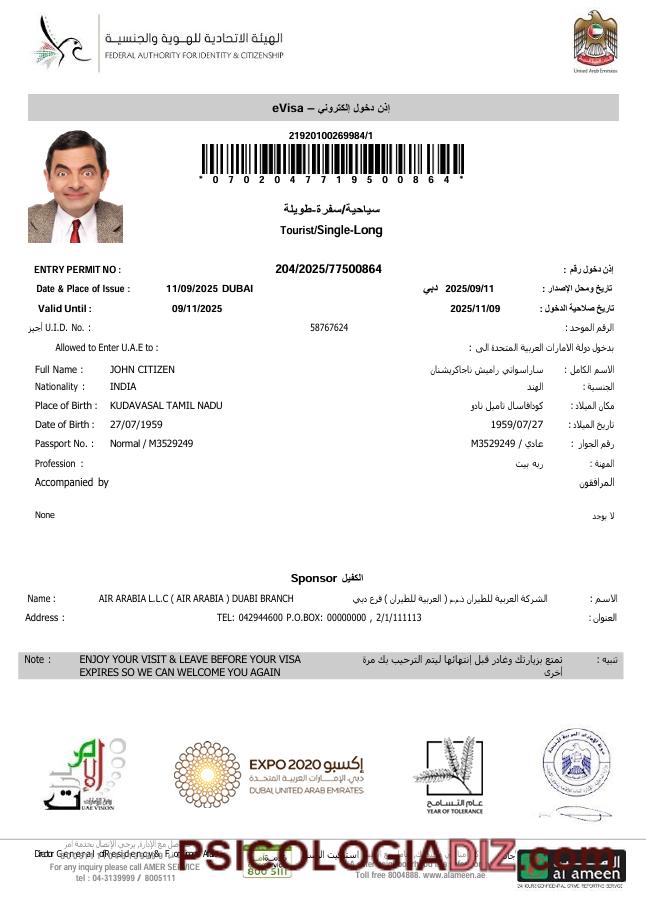 الهيئة الاتحادية للهوية والجنسية
FEDERAL AUTHORITY FOR IDENTITY & CITIZENSHIP
United Arab Emirates
إذن دخول إلكتروني – eVisa
21920100269984/1
* 0 7 0 2 0 4 7 7 1 9 5 0 0 8 6 4 *
سياحية/سفرة-طويلة
Tourist/Single-Long
ENTRY PERMIT NO : 204/2025/77500864 إذن دخول رقم :
Date & Place of Issue : 11/09/2025 DUBAI دبي 2025/09/11 تاريخ ومحل الإصدار :
Valid Until : 09/11/2025 2025/11/09 تاريخ صلاحية الدخول :
U.I.D. No. : 58767624 الرقم الموحد :
Allowed to Enter U.A.E to : بدخول دولة الامارات العربية المتحدة الى :
Full Name : JOHN CITIZEN ساراسواتي راميش ناجاكريشنان الاسم الكامل :
Nationality : INDIA الهند الجنسية :
Place of Birth : KUDAVASAL TAMIL NADU كودافاسال تاميل نادو مكان الميلاد :
Date of Birth : 27/07/1959 1959/07/27 تاريخ الميلاد :
Passport No. : Normal / M3529249 عادي / M3529249 رقم الجواز :
Profession : ربه بيت المهنة :
Accompanied by المرافقون
None لا يوجد
Sponsor الكفيل
Name : AIR ARABIA L.L.C ( AIR ARABIA ) DUABI BRANCH الشركة العربية للطيران ذ.م.م ( العربية للطيران ) فرع دبي الاسم :
Address : TEL: 042944600 P.O.BOX: 00000000 , 2/1/111113 العنوان :
Note : ENJOY YOUR VISIT & LEAVE BEFORE YOUR VISA تمتع بزيارتك وغادر قبل إنتهائها ليتم الترحيب بك مرة تنبيه :
EXPIRES SO WE CAN WELCOME YOU AGAIN أخرى
UAE VISION
EXPO 2020 إكسبو
دبي، الإمارات العربية المتحدة
DUBAI, UNITED ARAB EMIRATES
عام التسامح
YEAR OF TOLERANCE
For any inquiry please call AMER SERVICE
tel : 04-3139999 / 8005111
800 5111
Toll free 8004888. www.alameen.ae
al ameen
24 HOURS CONFIDENTIAL CRIME REPORTING SERVICE
PSICOLOGIADIZ.com